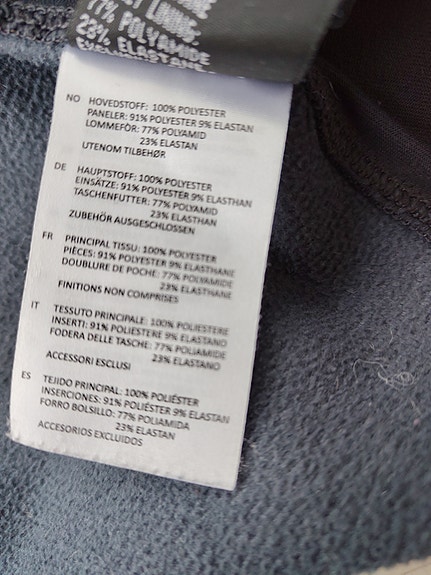 77% POLYAMIDE
23% ELASTANE
NO HOVEDSTOFF: 100% POLYESTER
PANELER: 91% POLYESTER 9% ELASTAN
LOMMEFÒR: 77% POLYAMID
23% ELASTAN
UTENOM TILBEHØR
DE HAUPTSTOFF: 100% POLYESTER
EINSÄTZE: 91% POLYESTER 9% ELASTHAN
TASCHENFUTTER: 77% POLYAMID
23% ELASTHAN
ZUBEHÖR AUSGESCHLOSSEN
FR PRINCIPAL TISSU: 100% POLYESTER
PIÈCES: 91% POLYESTER 9% ELASTHANNE
DOUBLURE DE POCHE: 77% POLYAMIDE
23% ELASTHANNE
FINITIONS NON COMPRISES
IT TESSUTO PRINCIPALE: 100% POLIESTERE
INSERTI: 91% POLIESTERE 9% ELASTANO
FODERA DELLE TASCHE: 77% POLIAMIDE
23% ELASTANO
ACCESSORI ESCLUSI
ES TEJIDO PRINCIPAL: 100% POLIÉSTER
INSERCIONES: 91% POLIÉSTER 9% ELASTAN
FORRO BOLSILLO: 77% POLIAMIDA
23% ELASTAN
ACCESORIOS EXCLUIDOS